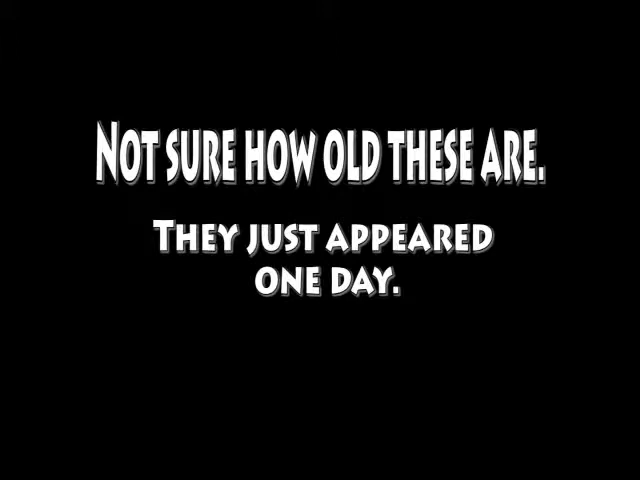 Not sure how old these are.
They just appeared
one day.